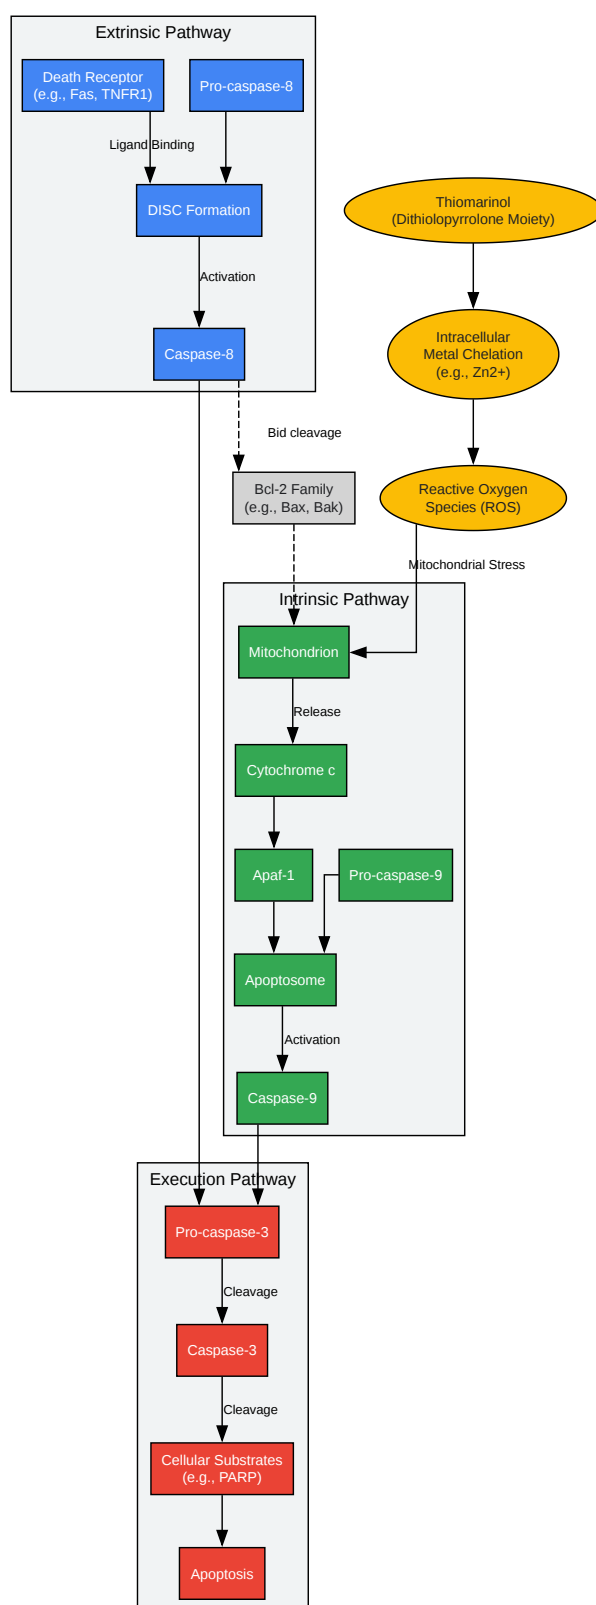 Extrinsic Pathway
Death Receptor
(e.g., Fas, TNFR1)
Pro-caspase-8
Ligand Binding
DISC Formation
Thiomarinol
(Dithiolopyrrolone Moiety)
Activation
Intracellular
Metal Chelation
(e.g., Zn2+)
Caspase-8
Bid cleavage
Bcl-2 Family
(e.g., Bax, Bak)
Reactive Oxygen
Species (ROS)
Mitochondrial Stress
Intrinsic Pathway
Mitochondrion
Release
Cytochrome c
Apaf-1
Pro-caspase-9
Apoptosome
Activation
Caspase-9
Execution Pathway
Pro-caspase-3
Cleavage
Caspase-3
Cleavage
Cellular Substrates
(e.g., PARP)
Apoptosis